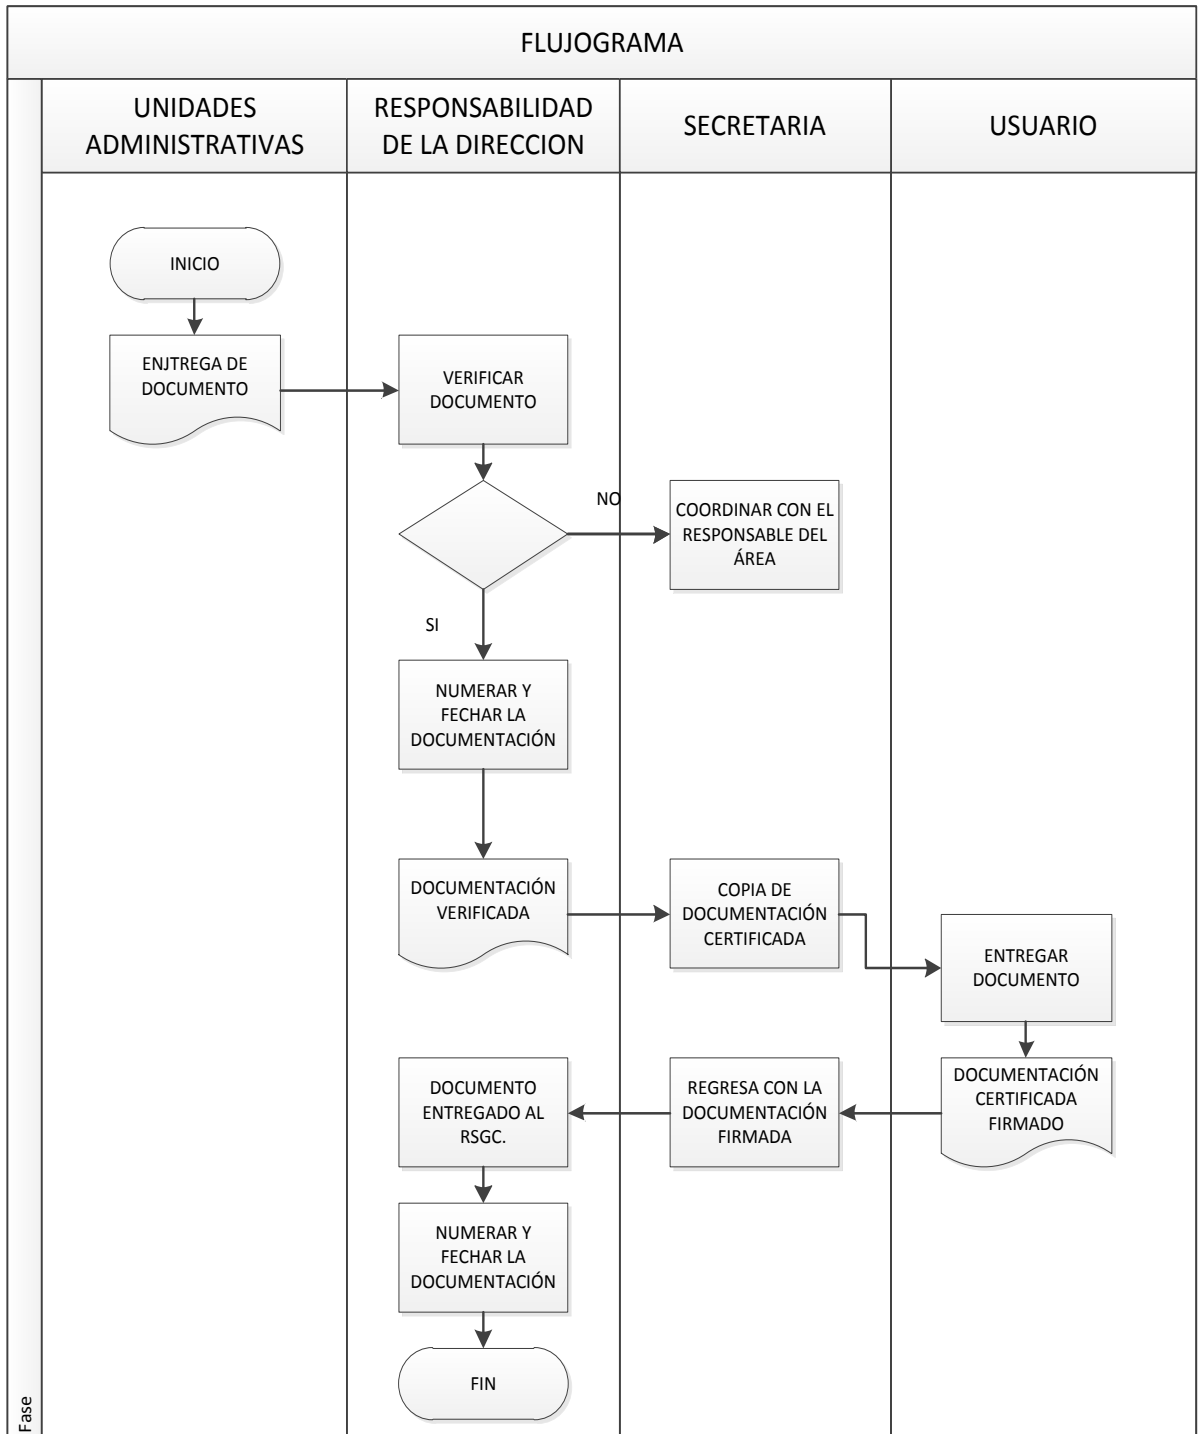 FLUJOGRAMA
UNIDADES
ADMINISTRATIVAS
RESPONSABILIDAD
DE LA DIRECCION
SECRETARIA
USUARIO
INICIO
ENJTREGA DE
DOCUMENTO
VERIFICAR
DOCUMENTO
NO
COORDINAR CON EL
RESPONSABLE DEL
ÁREA
SI
NUMERAR Y
FECHAR LA
DOCUMENTACIÓN
DOCUMENTACIÓN
VERIFICADA
COPIA DE
DOCUMENTACIÓN
CERTIFICADA
ENTREGAR
DOCUMENTO
DOCUMENTACIÓN
CERTIFICADA
FIRMADO
REGRESA CON LA
DOCUMENTACIÓN
FIRMADA
DOCUMENTO
ENTREGADO AL
RSGC.
NUMERAR Y
FECHAR LA
DOCUMENTACIÓN
FIN
Fase